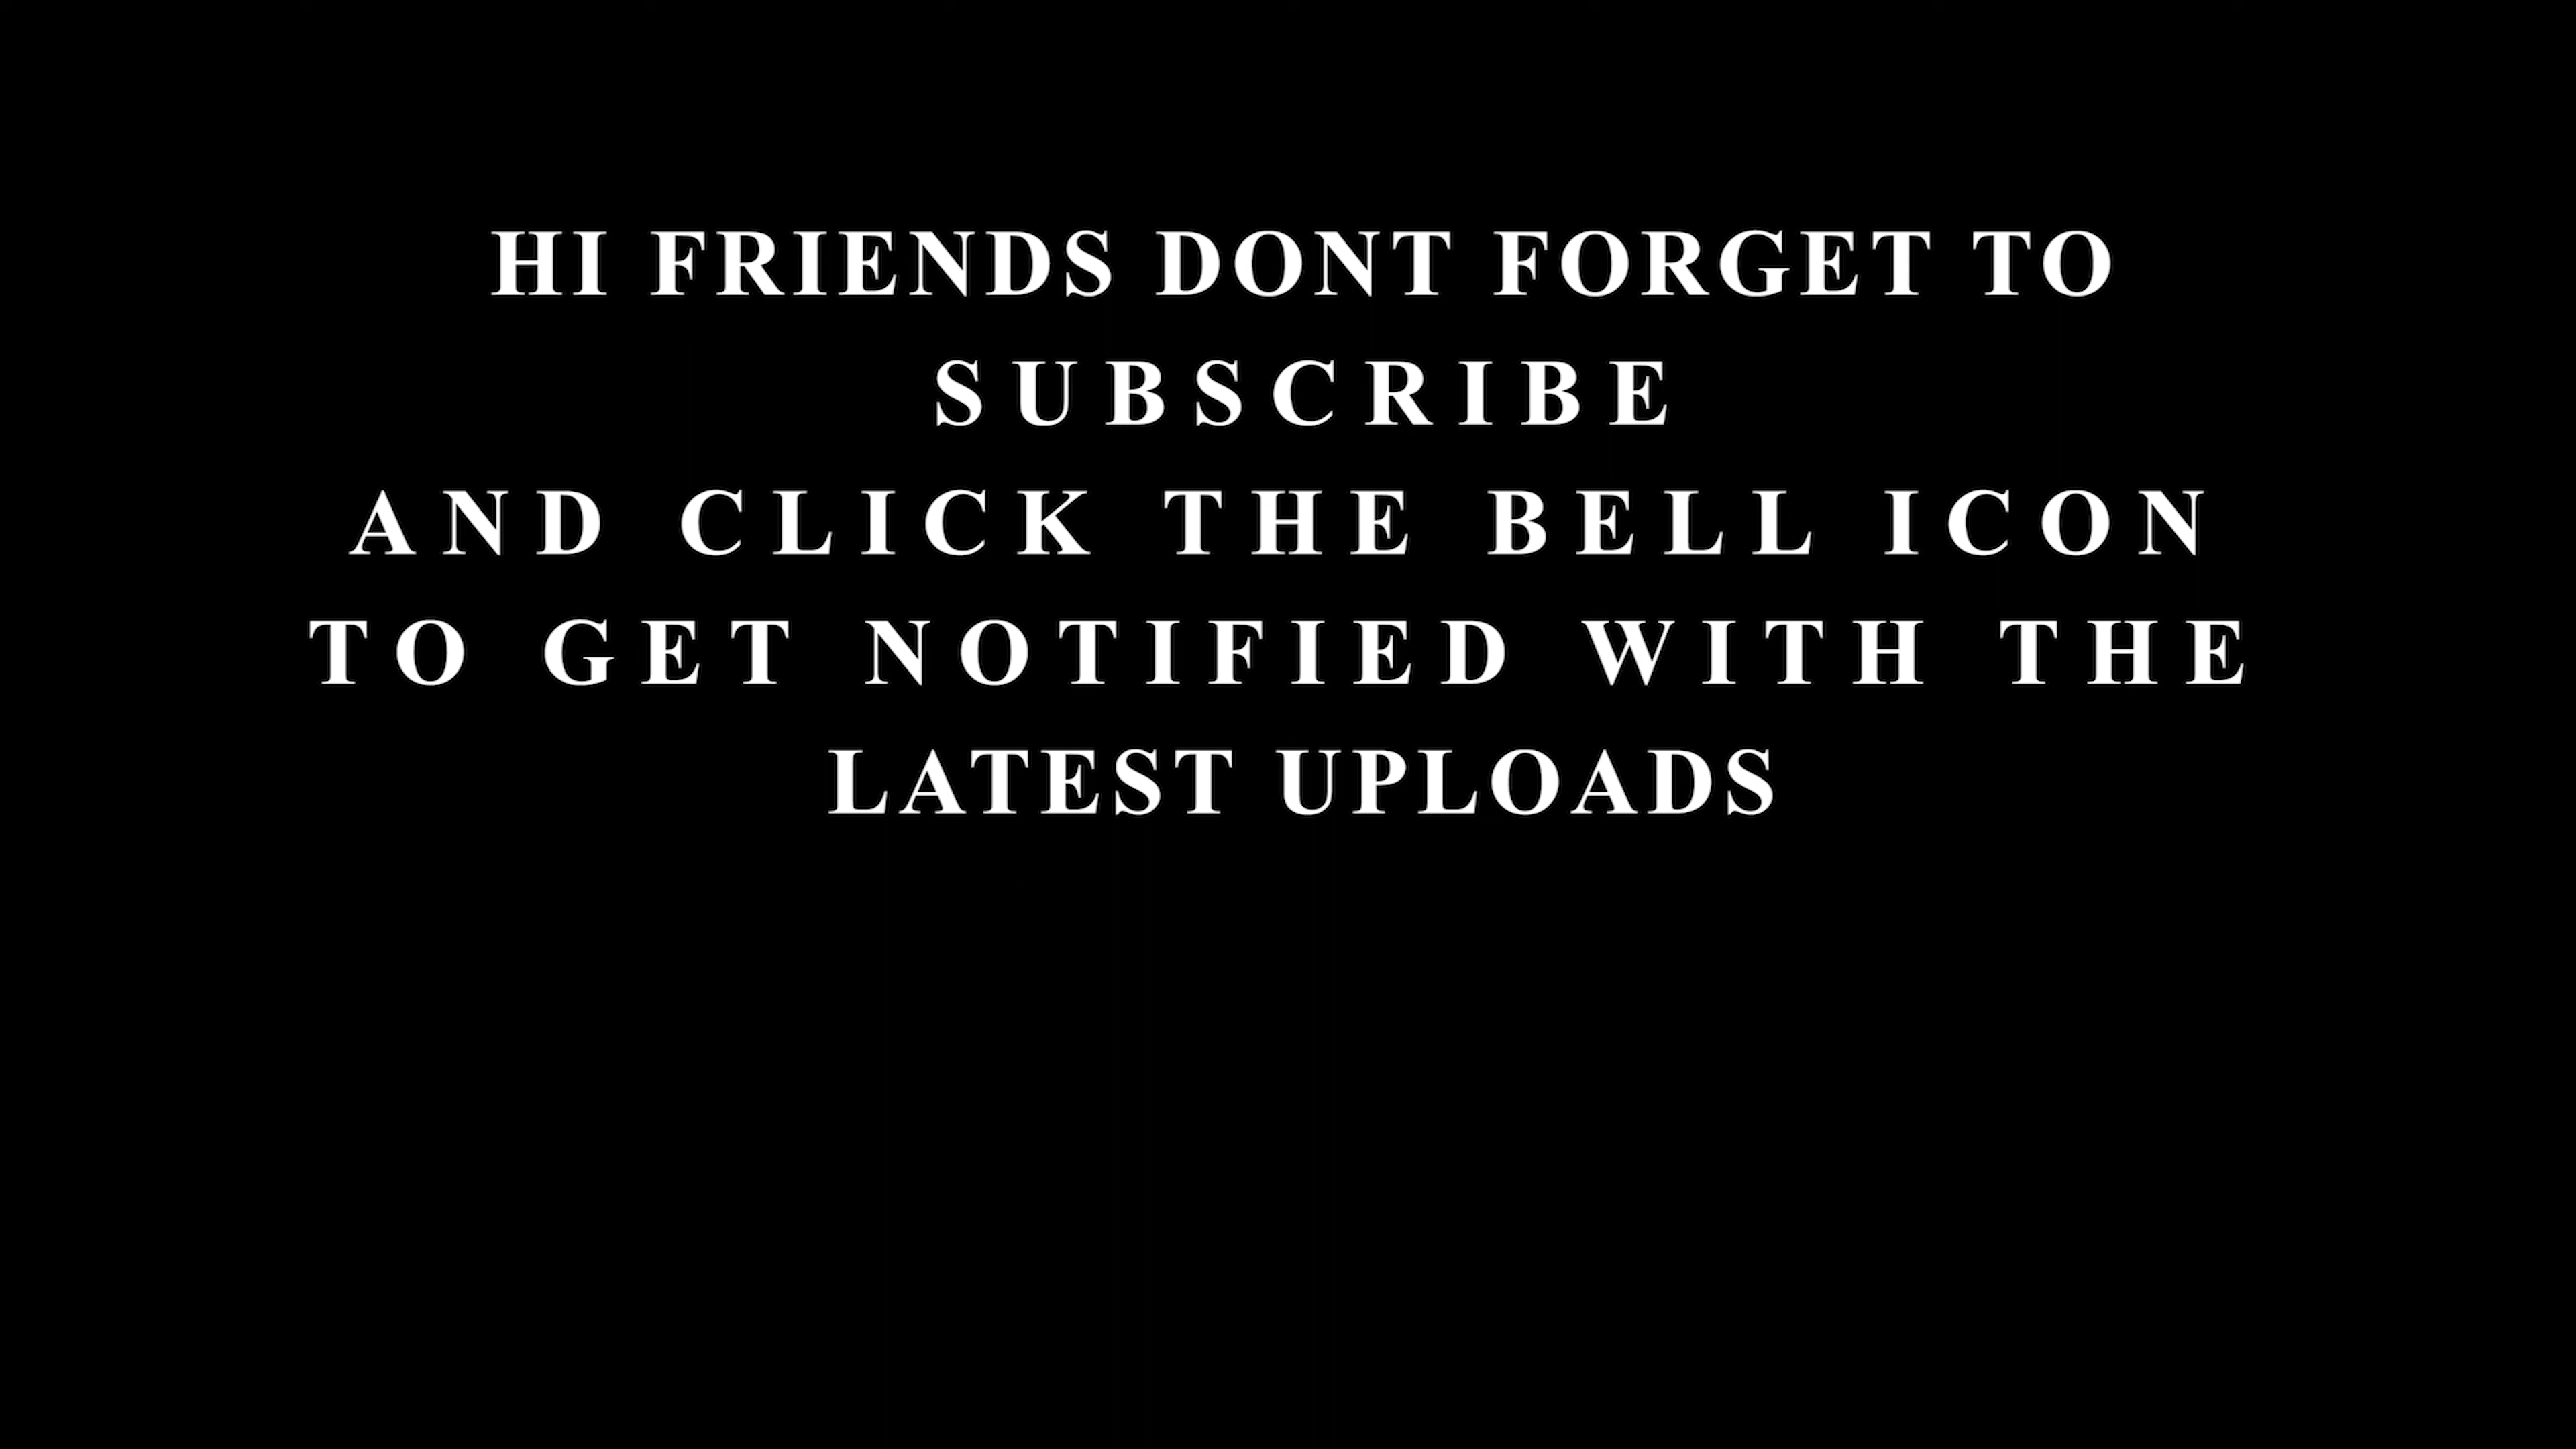 HI FRIENDS DONT FORGET TO
SUBSCRIBE
AND CLICK THE BELL ICON
TO GET NOTIFIED WITH THE
LATEST UPLOADS